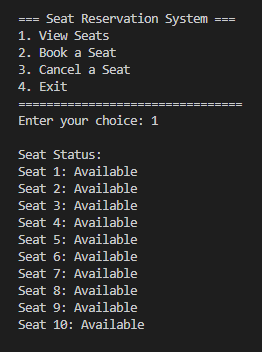 === Seat Reservation System ===
1. View Seats
2. Book a Seat
3. Cancel a Seat
4. Exit
================================
Enter your choice: 1
Seat Status:
Seat 1: Available
Seat 2: Available
Seat 3: Available
Seat 4: Available
Seat 5: Available
Seat 6: Available
Seat 7: Available
Seat 8: Available
Seat 9: Available
Seat 10: Available